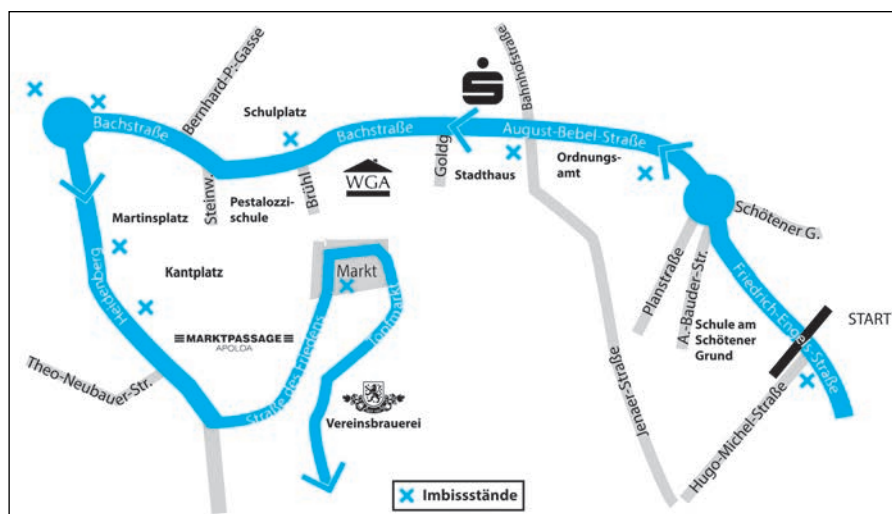 Bernhard-P:-Gasse
Bahnhofstraße
Schulplatz
Bachstraße
Bachstraße
August-Bebel-Straße
Goldg.
Stadthaus
Ordnungs-
amt
Steinw.
Pestalozzi-
schule
Brühl
WGA
Schötener G.
Martinsplatz
Planstraße
A.-Bauder-Str.
Friedrich-Engels-Straße
START
Heidenberg
Kantplatz
Markt
Topfmarkt
Schule am
Schötener
Grund
MARKTPASSAGE
APOLDA
Theo-Neubauer-Str.
Straße des Friedens
Vereinsbrauerei
Jenaer-Straße
Hugo-Michel-Straße
Imbissstände